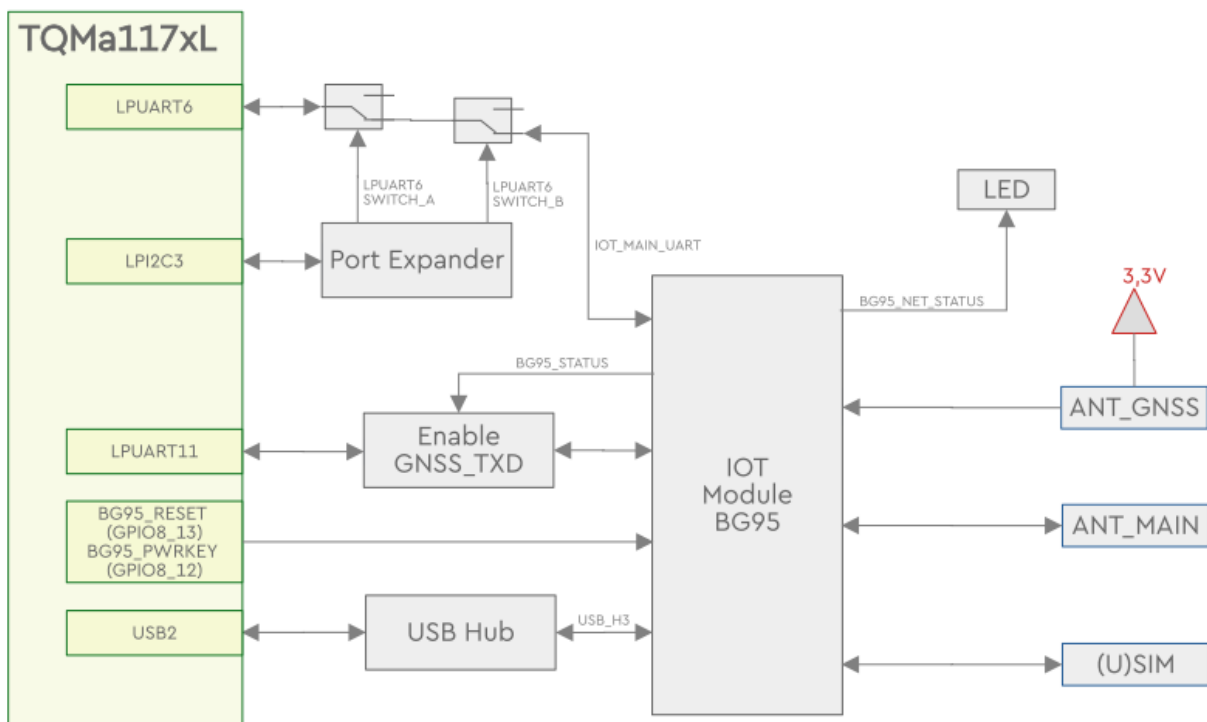 TQMa117xL
LPUART6
LPUART6
SWITCH_A
LPUART6
SWITCH_B
LED
LPI2C3
Port Expander
IOT_MAIN_UART
3,3V
BG95_NET_STATUS
BG95_STATUS
ANT_GNSS
LPUART11
Enable
GNSS_TXD
IOT
Module
BG95
BG95_RESET
(GPIO8_13)
BG95_PWRKEY
(GPIO8_12)
ANT_MAIN
USB2
USB Hub
USB_H3
(U)SIM